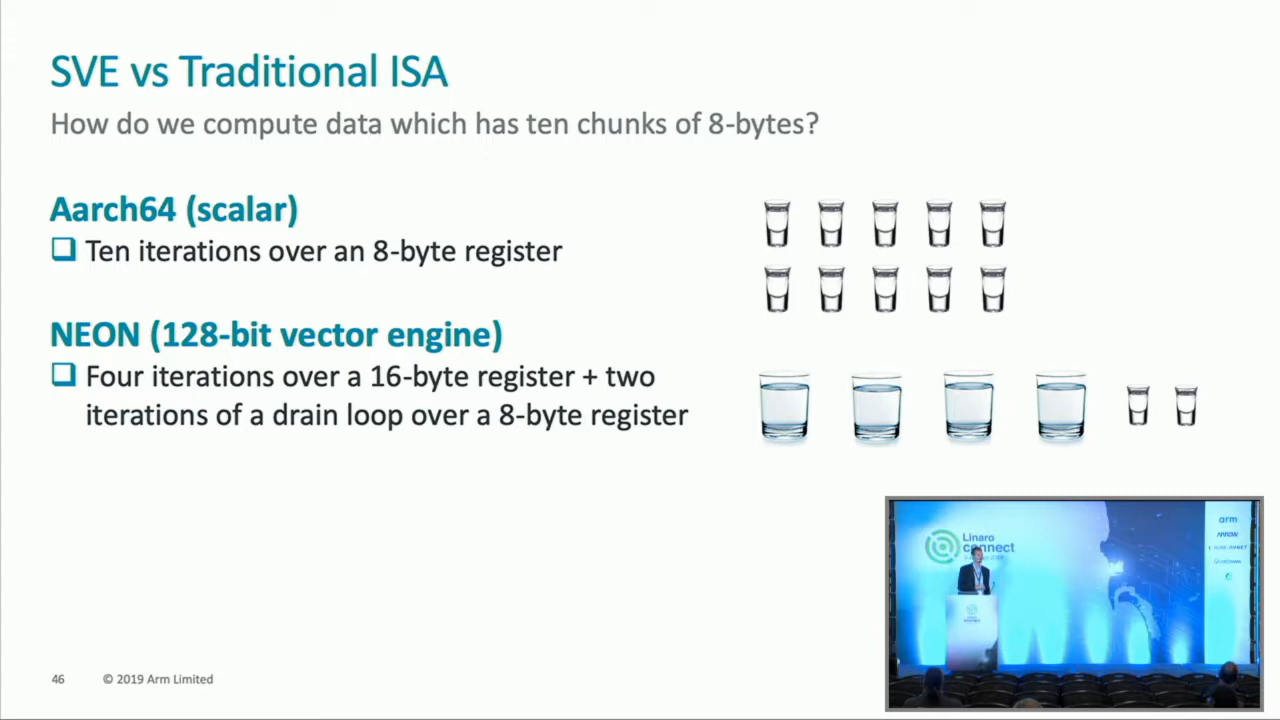 SVE vs Traditional ISA
How do we compute data which has ten chunks of 8-bytes?
Aarch64 (scalar)
Ten iterations over an 8-byte register
NEON (128-bit vector engine)
Four iterations over a 16-byte register + two
iterations of a drain loop over a 8-byte register
Linaro
connect
arm
ARROW
46 © 2019 Arm Limited